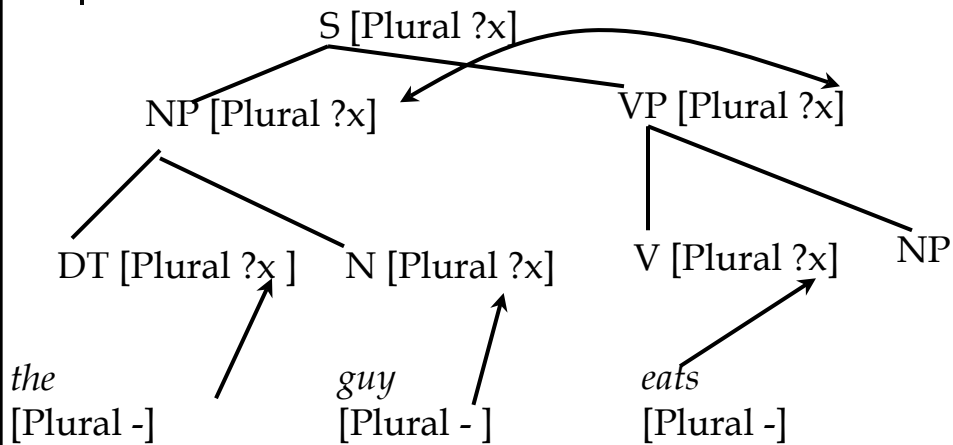 S [Plural ?x]
NP [Plural ?x]
VP [Plural ?x]
DT [Plural ?x ]
N [Plural ?x]
V [Plural ?x]
NP
the
guy
eats
[Plural -]
[Plural - ]
[Plural -]